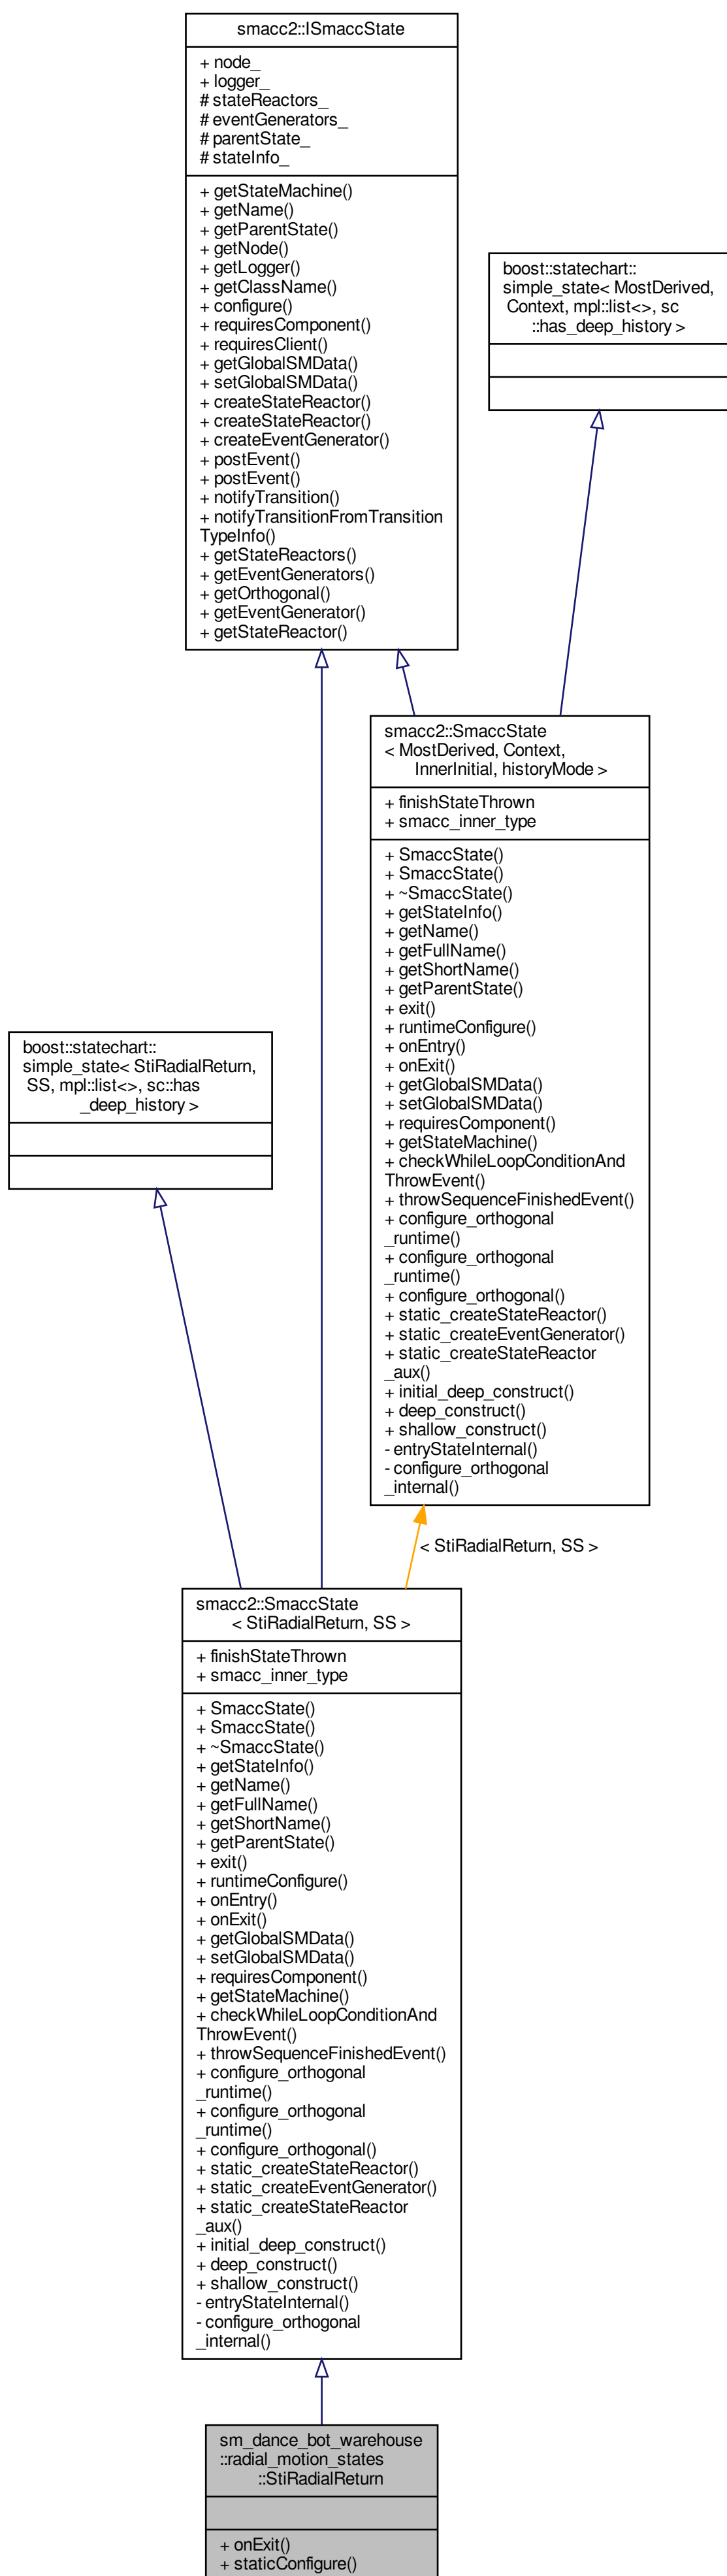 smacc2::ISmaccState
+ node_
+ logger_
# stateReactors_
# eventGenerators_
# parentState_
# stateInfo_
+ getStateMachine()
+ getName()
+ getParentState()
+ getNode()
+ getLogger()
+ getClassName()
+ configure()
+ requiresComponent()
+ requiresClient()
+ getGlobalSMData()
+ setGlobalSMData()
+ createStateReactor()
+ createStateReactor()
+ createEventGenerator()
+ postEvent()
+ postEvent()
+ notifyTransition()
+ notifyTransitionFromTransition
TypeInfo()
+ getStateReactors()
+ getEventGenerators()
+ getOrthogonal()
+ getEventGenerator()
+ getStateReactor()
boost::statechart::
simple_state< MostDerived,
Context, mpl::list<>, sc
::has_deep_history >
smacc2::SmaccState
< MostDerived, Context,
InnerInitial, historyMode >
+ finishStateThrown
+ smacc_inner_type
+ SmaccState()
+ SmaccState()
+ ~SmaccState()
+ getStateInfo()
+ getName()
+ getFullName()
+ getShortName()
+ getParentState()
+ exit()
+ runtimeConfigure()
+ onEntry()
+ onExit()
+ getGlobalSMData()
+ setGlobalSMData()
+ requiresComponent()
+ getStateMachine()
+ checkWhileLoopConditionAnd
ThrowEvent()
+ throwSequenceFinishedEvent()
+ configure_orthogonal
_runtime()
+ configure_orthogonal
_runtime()
+ configure_orthogonal()
+ static_createStateReactor()
+ static_createEventGenerator()
+ static_createStateReactor
_aux()
+ initial_deep_construct()
+ deep_construct()
+ shallow_construct()
- entryStateInternal()
- configure_orthogonal
_internal()
boost::statechart::
simple_state< StiRadialReturn,
SS, mpl::list<>, sc::has
_deep_history >
< StiRadialReturn, SS >
smacc2::SmaccState
< StiRadialReturn, SS >
+ finishStateThrown
+ smacc_inner_type
+ SmaccState()
+ SmaccState()
+ ~SmaccState()
+ getStateInfo()
+ getName()
+ getFullName()
+ getShortName()
+ getParentState()
+ exit()
+ runtimeConfigure()
+ onEntry()
+ onExit()
+ getGlobalSMData()
+ setGlobalSMData()
+ requiresComponent()
+ getStateMachine()
+ checkWhileLoopConditionAnd
ThrowEvent()
+ throwSequenceFinishedEvent()
+ configure_orthogonal
_runtime()
+ configure_orthogonal
_runtime()
+ configure_orthogonal()
+ static_createStateReactor()
+ static_createEventGenerator()
+ static_createStateReactor
_aux()
+ initial_deep_construct()
+ deep_construct()
+ shallow_construct()
- entryStateInternal()
- configure_orthogonal
_internal()
sm_dance_bot_warehouse
::radial_motion_states
::StiRadialReturn
+ onExit()
+ staticConfigure()